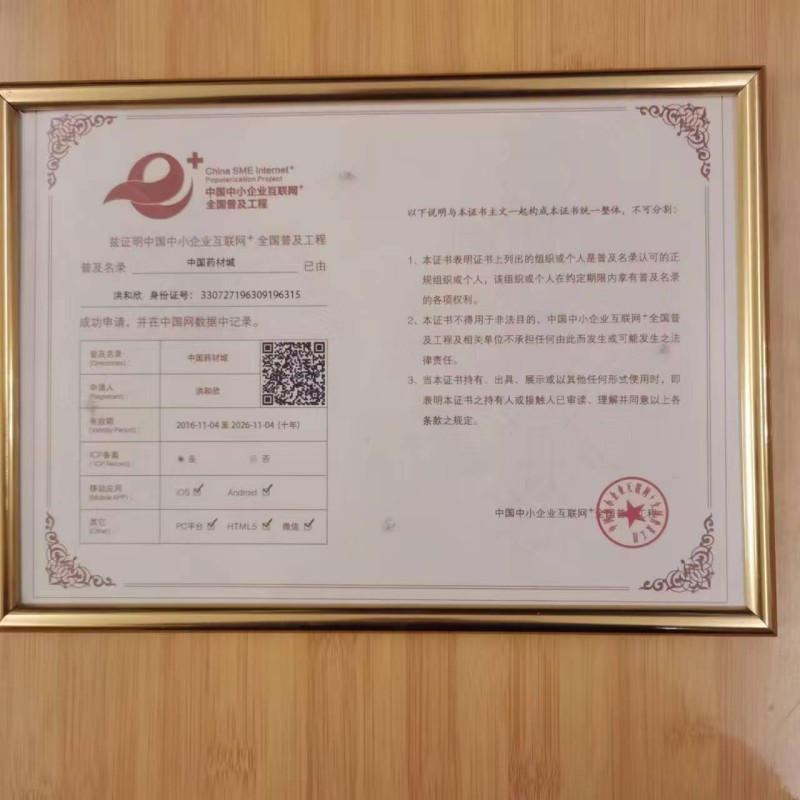 China SME Internet+
Popularization Project
中国中小企业互联网+
全国普及工程
兹证明中国中小企业互联网+ 全国普及工程
普及名录 中国药材城 已由
洪和欣 身份证号: 330727196309196315
成功申请,并在中国网数据中记录。
普及名录 中国药材城
(Directories):
申请人 洪和欣
(Registrant):
有效期 2016-11-04 至 2026-11-04 (十年)
(Validity Period):
ICP备案 是 否
(ICP Record):
移动应用 iOS Android
(Mobile APP):
其它 PC平台 HTML5 微信
(Other):
以下说明与本证书主文一起构成本证书统一整体,不可分割:
1、本证书表明证书上列出的组织或个人是普及名录认可的正
规组织或个人,该组织或个人在约定期限内享有普及名录
的各项权利。
2、本证书不得用于非法目的、中国中小企业互联网+全国普
及工程及相关单位不承担任何由此而发生或可能发生之法
律责任。
3、当本证书持有、出具、展示或以其他任何形式使用时,即
表明本证书之持有人或接触人已审读、理解并同意以上各
条款之规定。
中国中小企业互联网+全国普及工程